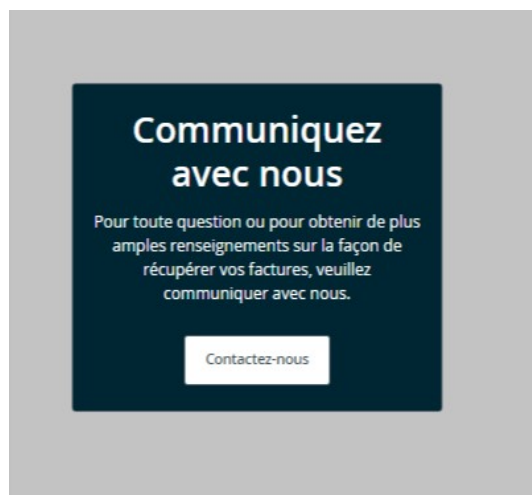 Communiquez
avec nous
Pour toute question ou pour obtenir de plus
amples renseignements sur la façon de
récupérer vos factures, veuillez
communiquer avec nous.
Contactez-nous